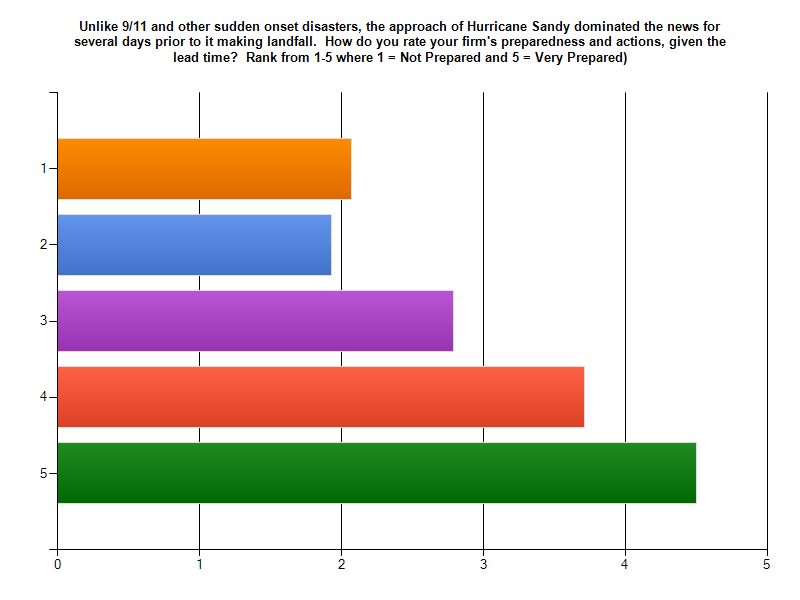 Unlike 9/11 and other sudden onset disasters, the approach of Hurricane Sandy dominated the news for
several days prior to it making landfall.  How do you rate your firm's preparedness and actions, given the
lead time?  Rank from 1-5 where 1 = Not Prepared and 5 = Very Prepared)
1
2
3
4
5
0 1 2 3 4 5